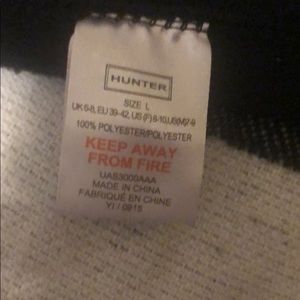 HUNTER
SIZE L
UK 6-8, EU 39-42, US (F) 8-10, US(M)7-9
100% POLYESTER/POLYESTER
KEEP AWAY
FROM FIRE
UAS3000AAA
MADE IN CHINA
FABRIQUÉ EN CHINE
YI / 0915